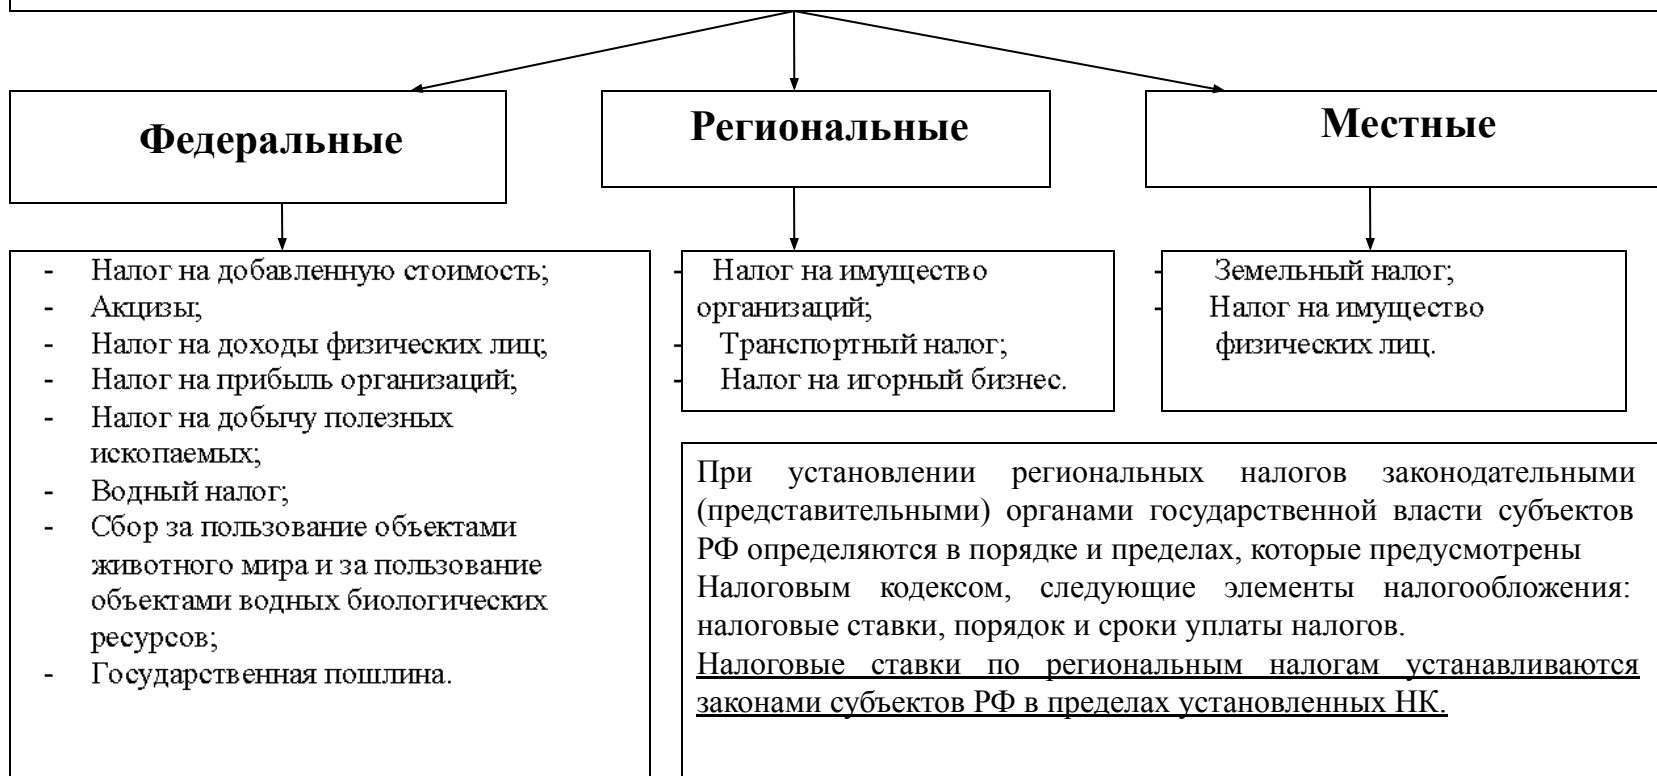 Федеральные
Региональные
Местные
- Налог на добавленную стоимость;
- Акцизы;
- Налог на доходы физических лиц;
- Налог на прибыль организаций;
- Налог на добычу полезных
ископаемых;
- Водный налог;
- Сбор за пользование объектами
животного мира и за пользование
объектами водных биологических
ресурсов;
- Государственная пошлина.
- Налог на имущество
организаций;
- Транспортный налог;
- Налог на игорный бизнес.
- Земельный налог;
- Налог на имущество
физических лиц.
При установлении региональных налогов законодательными
(представительными) органами государственной власти субъектов
РФ определяются в порядке и пределах, которые предусмотрены
Налоговым кодексом, следующие элементы налогообложения:
налоговые ставки, порядок и сроки уплаты налогов.
Налоговые ставки по региональным налогам устанавливаются
законами субъектов РФ в пределах установленных НК.